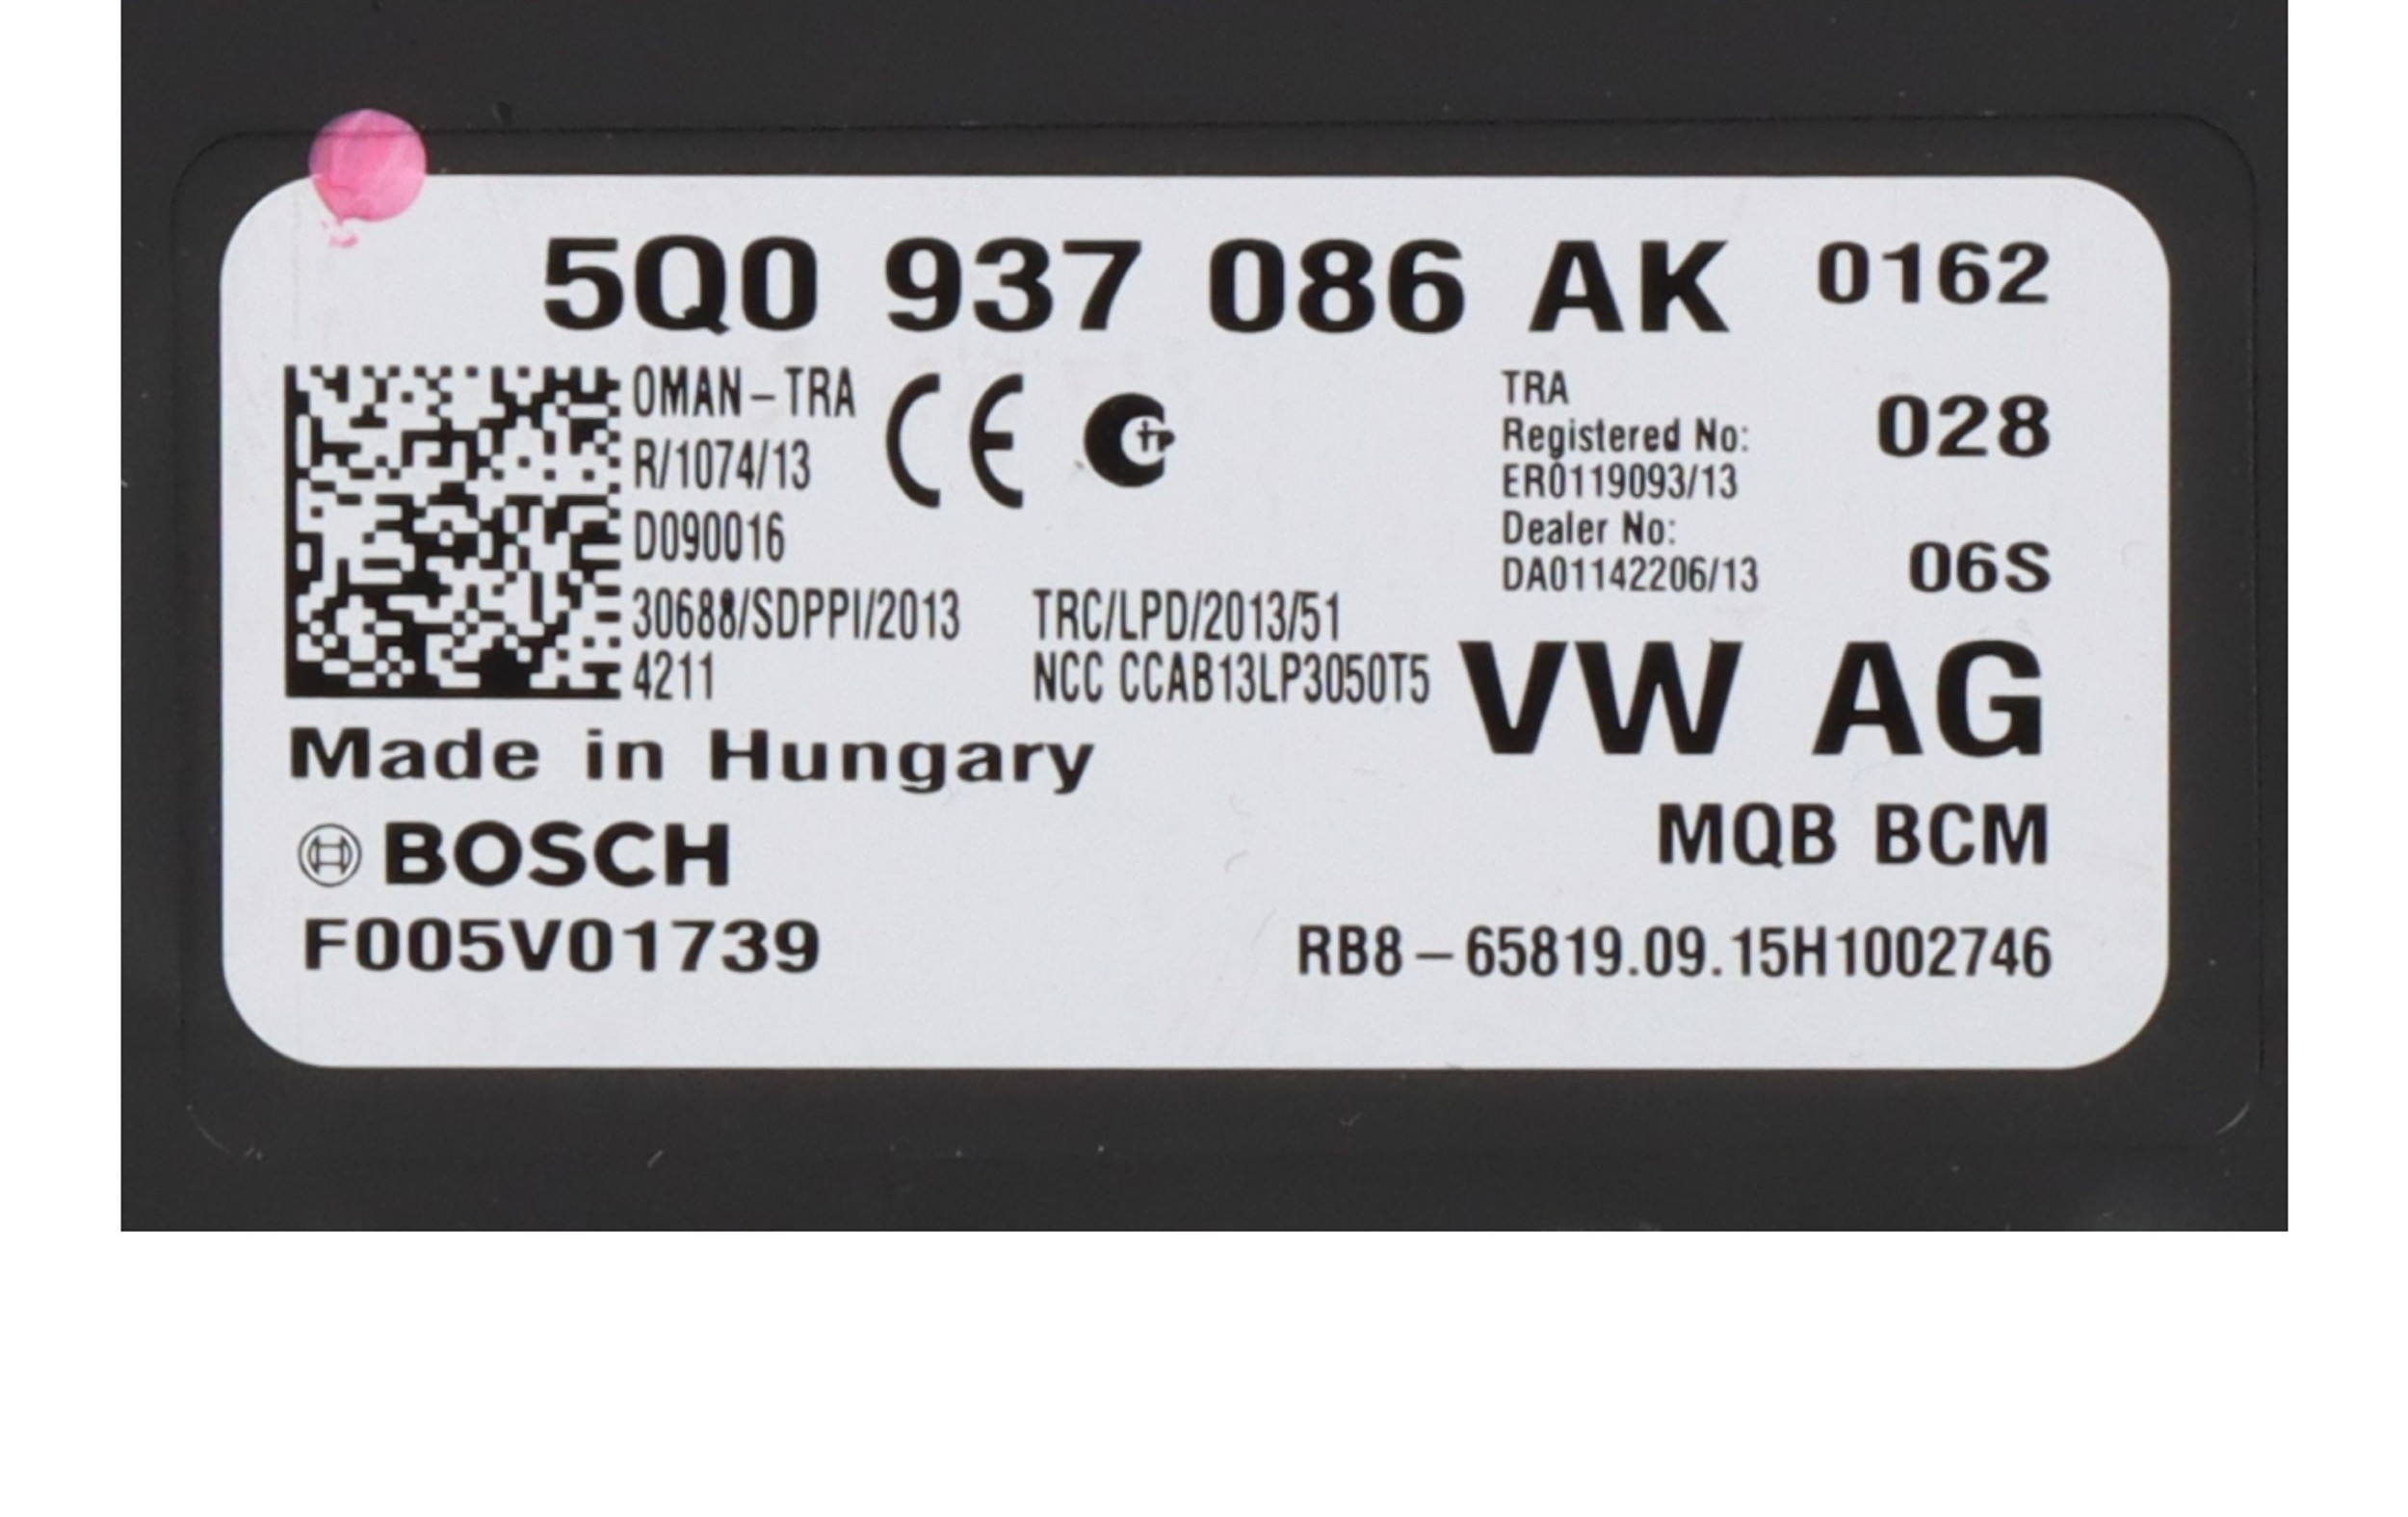 5Q0 937 086 AK 0162
OMAN-TRA
R/1074/13
D090016
30688/SDPPI/2013
4211
CE
TRC/LPD/2013/51
NCC CCAB13LP3050T5
TRA
Registered No:
ER0119093/13
Dealer No:
DA01142206/13
028
06S
VW AG
Made in Hungary
MQB BCM
BOSCH
F005V01739
RB8-65819.09.15H1002746